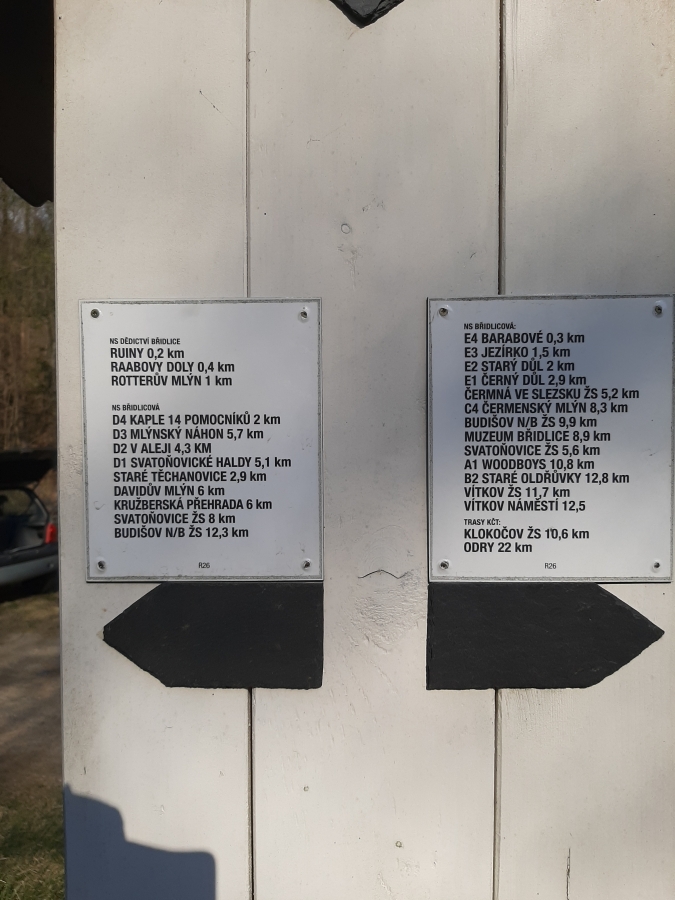 NS DĚDICTVÍ BŘIDLICE
RUINY 0,2 km
RAABOVY DOLY 0,4 km
ROTTERŮV MLÝN 1 km
NS BŘIDLICOVÁ
D4 KAPLE 14 POMOCNÍKŮ 2 km
D3 MLÝNSKÝ NÁHON 5,7 km
D2 V ALEJI 4,3 KM
D1 SVATOŇOVICKÉ HALDY 5,1 km
STARÉ TĚCHANOVICE 2,9 km
DAVIDŮV MLÝN 6 km
KRUŽBERSKÁ PŘEHRADA 6 km
SVATOŇOVICE ŽS 8 km
BUDIŠOV N/B ŽS 12,3 km
R26
NS BŘIDLICOVÁ:
E4 BARABOVÉ 0,3 km
E3 JEZÍRKO 1,5 km
E2 STARÝ DŮL 2 km
E1 ČERNÝ DŮL 2,9 km
ČERMNÁ VE SLEZSKU ŽS 5,2 km
C4 ČERMENSKÝ MLÝN 8,3 km
BUDIŠOV N/B ŽS 9,9 km
MUZEUM BŘIDLICE 8,9 km
SVATOŇOVICE ŽS 5,6 km
A1 WOODBOYS 10,8 km
B2 STARÉ OLDŘŮVKY 12,8 km
VÍTKOV ŽS 11,7 km
VÍTKOV NÁMĚSTÍ 12,5
TRASY KČT:
KLOKOČOV ŽS 10,6 km
ODRY 22 km
R26